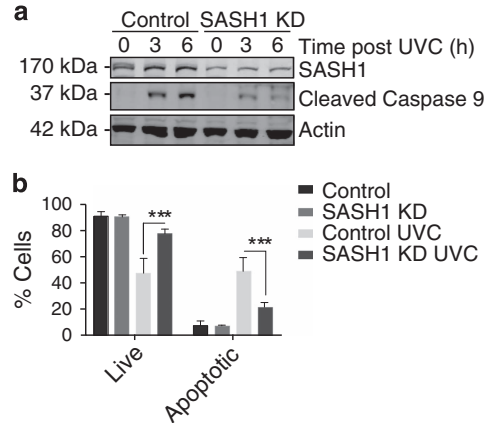 a
Control SASH1 KD
0 3 6 0 3 6 Time post UVC (h)
170 kDa SASH1
37 kDa Cleaved Caspase 9
42 kDa Actin
b
100
80
60
40
20
0
% Cells
*** ***
Live Apoptotic
Control
SASH1 KD
Control UVC
SASH1 KD UVC